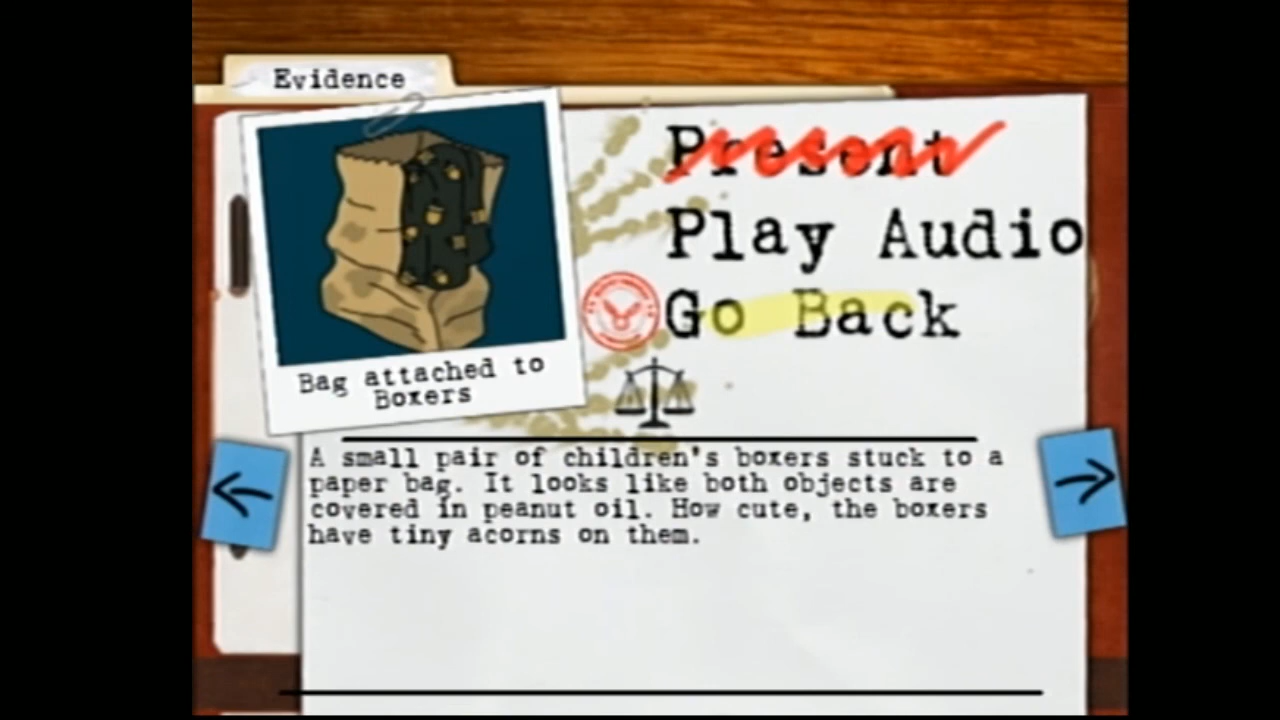 Evidence
Present
Play Audio
Go Back
Bag attached to
Boxers
A small pair of children's boxers stuck to a
paper bag. It looks like both objects are
covered in peanut oil. How cute, the boxers
have tiny acorns on them.